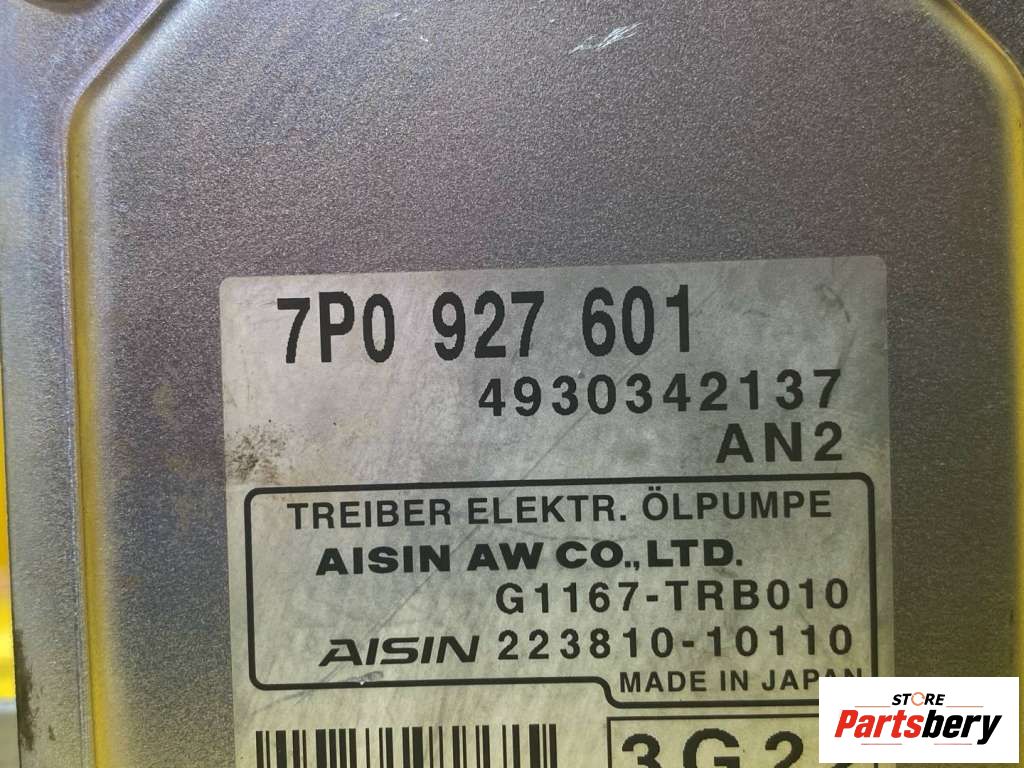 7P0 927 601
4930342137
AN2
TREIBER ELEKTR. ÖLPUMPE
AISIN AW CO.,LTD.
G1167-TRB010
AISIN 223810-10110
MADE IN JAPAN
STORE
Partsbery